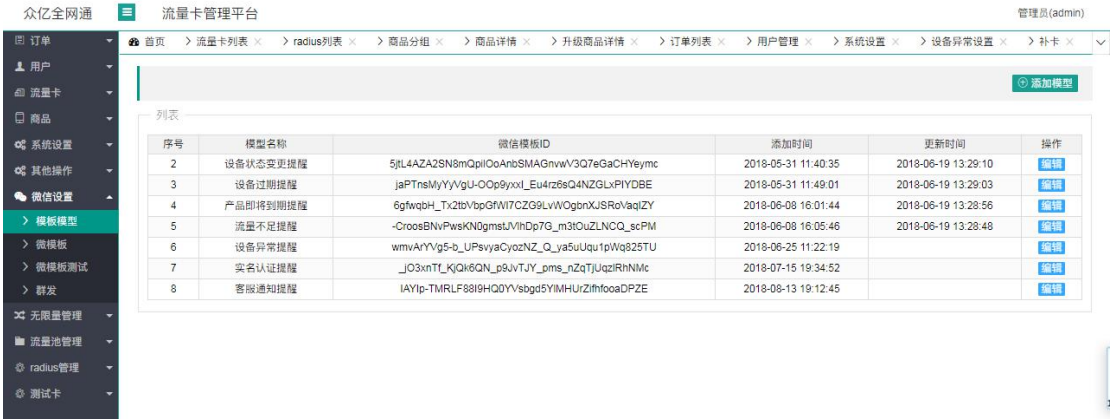 众亿全网通 流量卡管理平台 管理员(admin)
订单
用户
流量卡
商品
系统设置
其他操作
微信设置
模板模型
微模板
微模板测试
群发
无限量管理
流量池管理
radius管理
测试卡
首页 流量卡列表 radius列表 商品分组 商品详情 升级商品详情 订单列表 用户管理 系统设置 设备异常设置 补卡
添加模型
列表
序号 模型名称 微信模板ID 添加时间 更新时间 操作
2 设备状态变更提醒 5jtL4AZA2SN8mQpiIOoAnbSMAGnvwV3Q7eGaCHYeymc 2018-05-31 11:40:35 2018-06-19 13:29:10 编辑
3 设备过期提醒 jaPTnsMyYyVgU-OOp9yxxI_Eu4rz6sQ4NZGLxPIYDBE 2018-05-31 11:49:01 2018-06-19 13:29:03 编辑
4 产品即将到期提醒 6gfwqbH_Tx2tbVbpGfWI7CZG9LvWOgbnXJSRoVaqIZY 2018-06-08 16:01:44 2018-06-19 13:28:56 编辑
5 流量不足提醒 -CroosBNvPwsKN0gmstJVlhDp7G_m3tOuZLNCQ_scPM 2018-06-08 16:05:46 2018-06-19 13:28:48 编辑
6 设备异常提醒 wmvArYVg5-b_UPsvyaCyozNZ_Q_ya5uUqu1pWq825TU 2018-06-25 11:22:19 编辑
7 实名认证提醒 _jO3xnTf_KjQk6QN_p9JvTJY_pms_nZqTjUqzlRhNMc 2018-07-15 19:34:52 编辑
8 客服通知提醒 IAYIp-TMRLF88I9HQ0YVsbgd5YlMHUrZifhfooaDPZE 2018-08-13 19:12:45 编辑